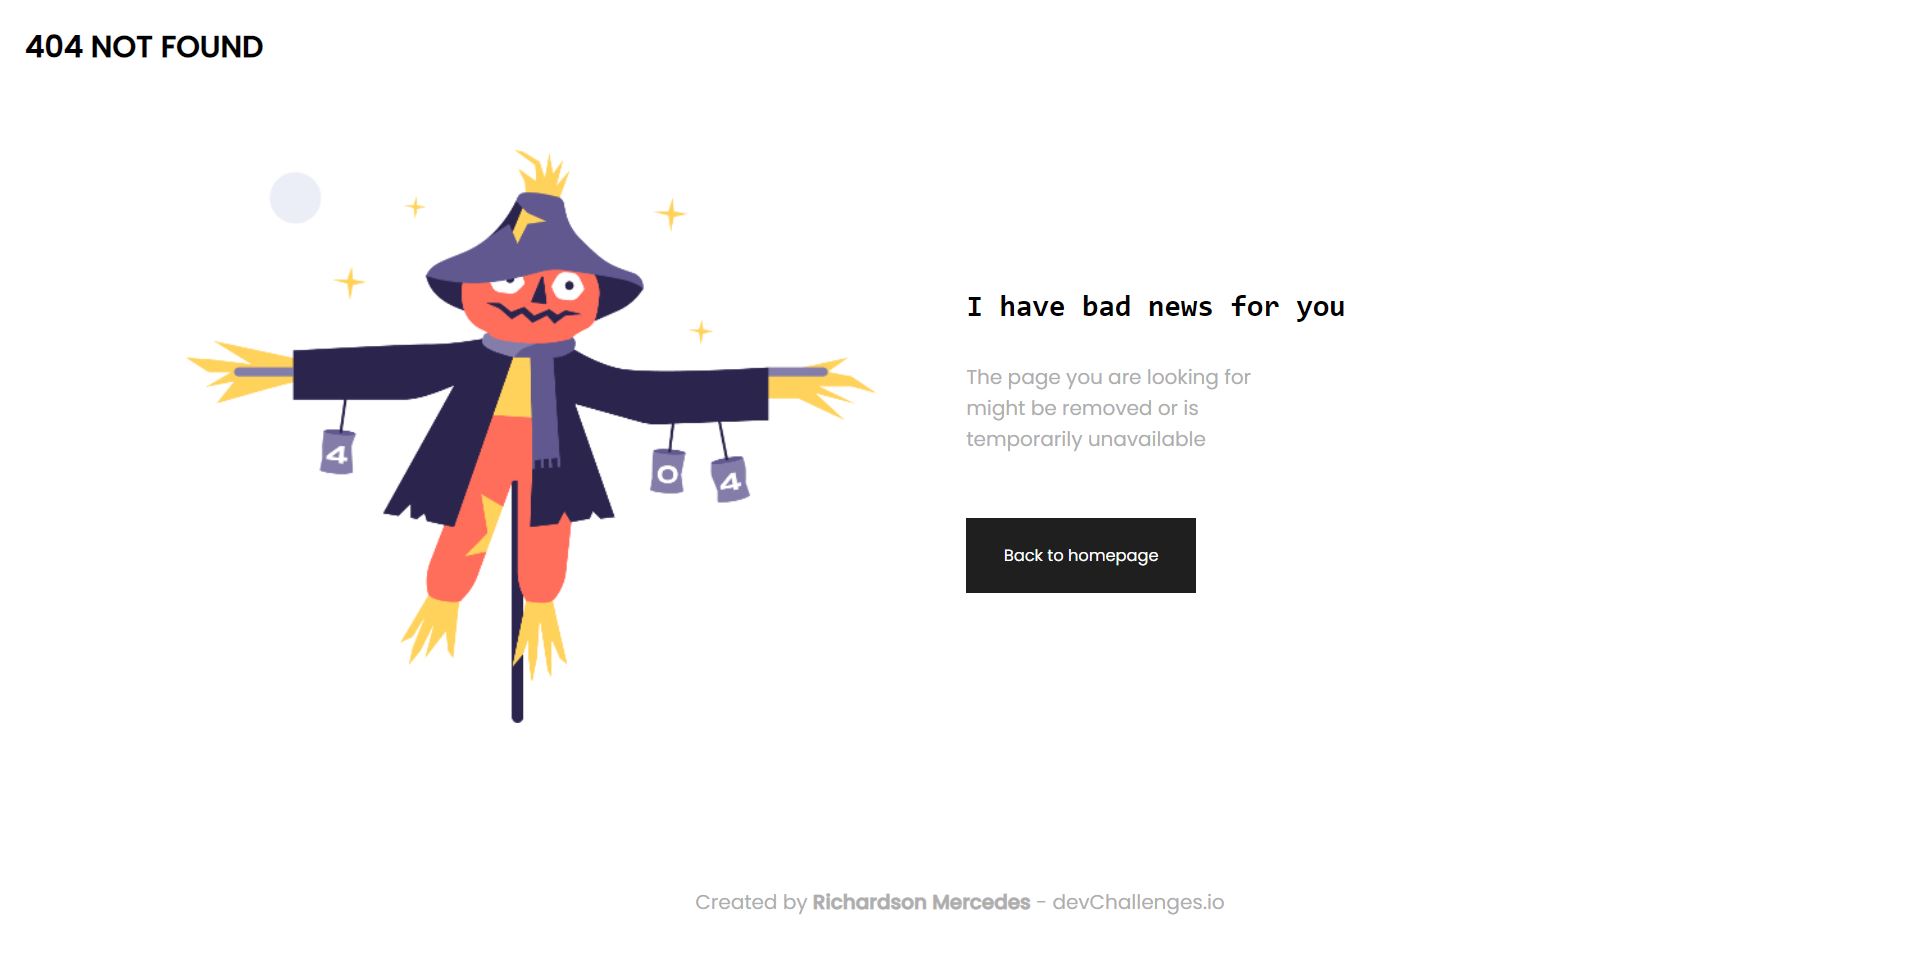 404 NOT FOUND
4
0
4
I have bad news for you
The page you are looking for
might be removed or is
temporarily unavailable
Back to homepage
Created by Richardson Mercedes - devChallenges.io